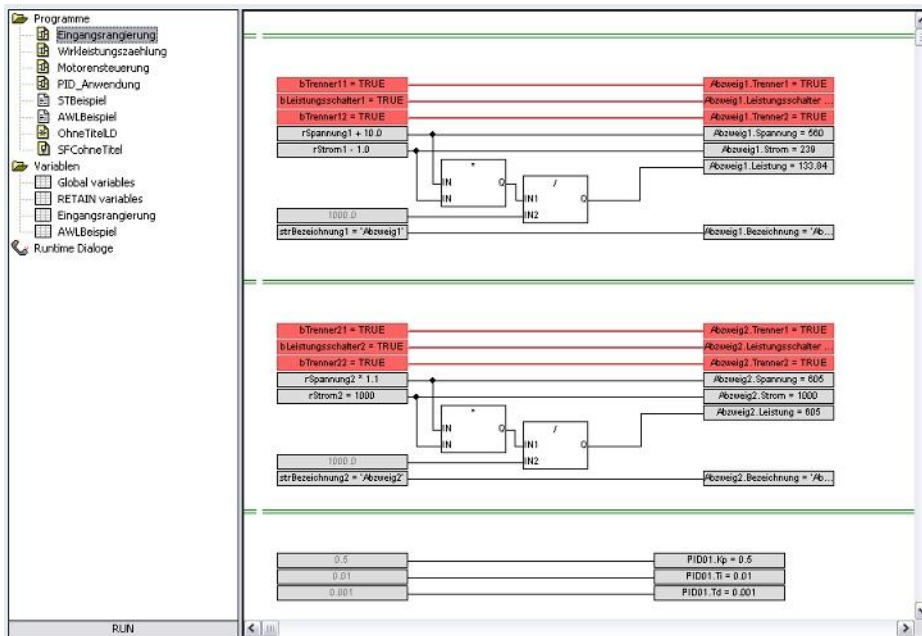 Programme
Eingangsrangierung
Wirkleistungszaehlung
Motorensteuerung
PID_Anwendung
STBeispiel
AWLBeispiel
OhneTitelLD
SFCohneTitel
Variablen
Global variables
RETAIN variables
Eingangsrangierung
AWLBeispiel
Runtime Dialoge
RUN
bTrenner11 = TRUE Abzweig1.Trenner1 = TRUE
bLeistungsschalter1 = TRUE Abzweig1.Leistungsschalter ...
bTrenner12 = TRUE Abzweig1.Trenner2 = TRUE
rSpannung1 + 10.0 Abzweig1.Spannung = 560
rStrom1 - 1.0 Abzweig1.Strom = 239
Abzweig1.Leistung = 133.84
* /
IN Q IN1 Q
IN IN2
1000.0
strBezeichnung1 = 'Abzweig1' Abzweig1.Bezeichnung = 'Ab...
bTrenner21 = TRUE Abzweig2.Trenner1 = TRUE
bLeistungsschalter2 = TRUE Abzweig2.Leistungsschalter ...
bTrenner22 = TRUE Abzweig2.Trenner2 = TRUE
rSpannung2 * 1.1 Abzweig2.Spannung = 605
rStrom2 = 1000 Abzweig2.Strom = 1000
Abzweig2.Leistung = 605
* /
IN Q IN1 Q
IN IN2
1000.0
strBezeichnung2 = 'Abzweig2' Abzweig2.Bezeichnung = 'Ab...
0.5 PID01.Kp = 0.5
0.01 PID01.Ti = 0.01
0.001 PID01.Td = 0.001